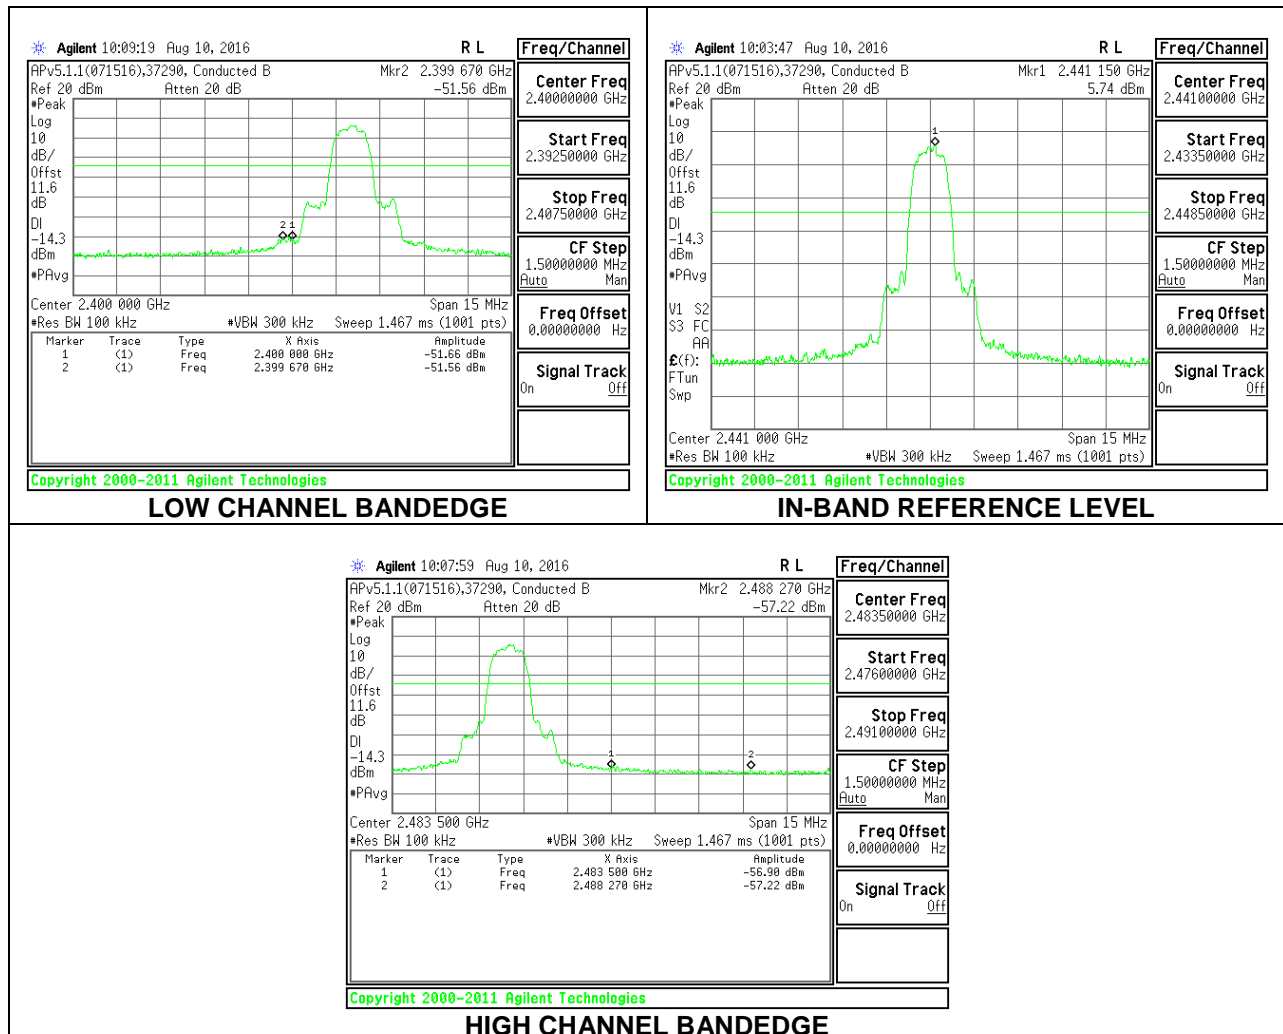 Agilent 10:09:19 Aug 10, 2016 R L Freq/Channel
APv5.1.1(071516),37290, Conducted B Mkr2 2.399 670 GHz
Ref 20 dBm Atten 20 dB -51.56 dBm
#Peak
Log
10
dB/
Offst
11.6
dB
DI
-14.3
dBm
#PAvg
2 1
Center 2.400 000 GHz Span 15 MHz
#Res BW 100 kHz #VBW 300 kHz Sweep 1.467 ms (1001 pts)
Marker Trace Type X Axis Amplitude
1 (1) Freq 2.400 000 GHz -51.66 dBm
2 (1) Freq 2.399 670 GHz -51.56 dBm
Center Freq
2.40000000 GHz
Start Freq
2.39250000 GHz
Stop Freq
2.40750000 GHz
CF Step
1.50000000 MHz
Auto Man
Freq Offset
0.00000000 Hz
Signal Track
On Off
Copyright 2000-2011 Agilent Technologies
LOW CHANNEL BANDEDGE
Agilent 10:03:47 Aug 10, 2016 R L Freq/Channel
APv5.1.1(071516),37290, Conducted B Mkr1 2.441 150 GHz
Ref 20 dBm Atten 20 dB 5.74 dBm
#Peak
Log
10
dB/
Offst
11.6
dB
DI
-14.3
dBm
#PAvg
V1 S2
S3 FC
AA
£(f):
FTun
Swp
1
Center 2.441 000 GHz Span 15 MHz
#Res BW 100 kHz #VBW 300 kHz Sweep 1.467 ms (1001 pts)
Center Freq
2.44100000 GHz
Start Freq
2.43350000 GHz
Stop Freq
2.44850000 GHz
CF Step
1.50000000 MHz
Auto Man
Freq Offset
0.00000000 Hz
Signal Track
On Off
Copyright 2000-2011 Agilent Technologies
IN-BAND REFERENCE LEVEL
Agilent 10:07:59 Aug 10, 2016 R L Freq/Channel
APv5.1.1(071516),37290, Conducted B Mkr2 2.488 270 GHz
Ref 20 dBm Atten 20 dB -57.22 dBm
#Peak
Log
10
dB/
Offst
11.6
dB
DI
-14.3
dBm
#PAvg
1 2
Center 2.483 500 GHz Span 15 MHz
#Res BW 100 kHz #VBW 300 kHz Sweep 1.467 ms (1001 pts)
Marker Trace Type X Axis Amplitude
1 (1) Freq 2.483 500 GHz -56.90 dBm
2 (1) Freq 2.488 270 GHz -57.22 dBm
Center Freq
2.48350000 GHz
Start Freq
2.47600000 GHz
Stop Freq
2.49100000 GHz
CF Step
1.50000000 MHz
Auto Man
Freq Offset
0.00000000 Hz
Signal Track
On Off
Copyright 2000-2011 Agilent Technologies
HIGH CHANNEL BANDEDGE